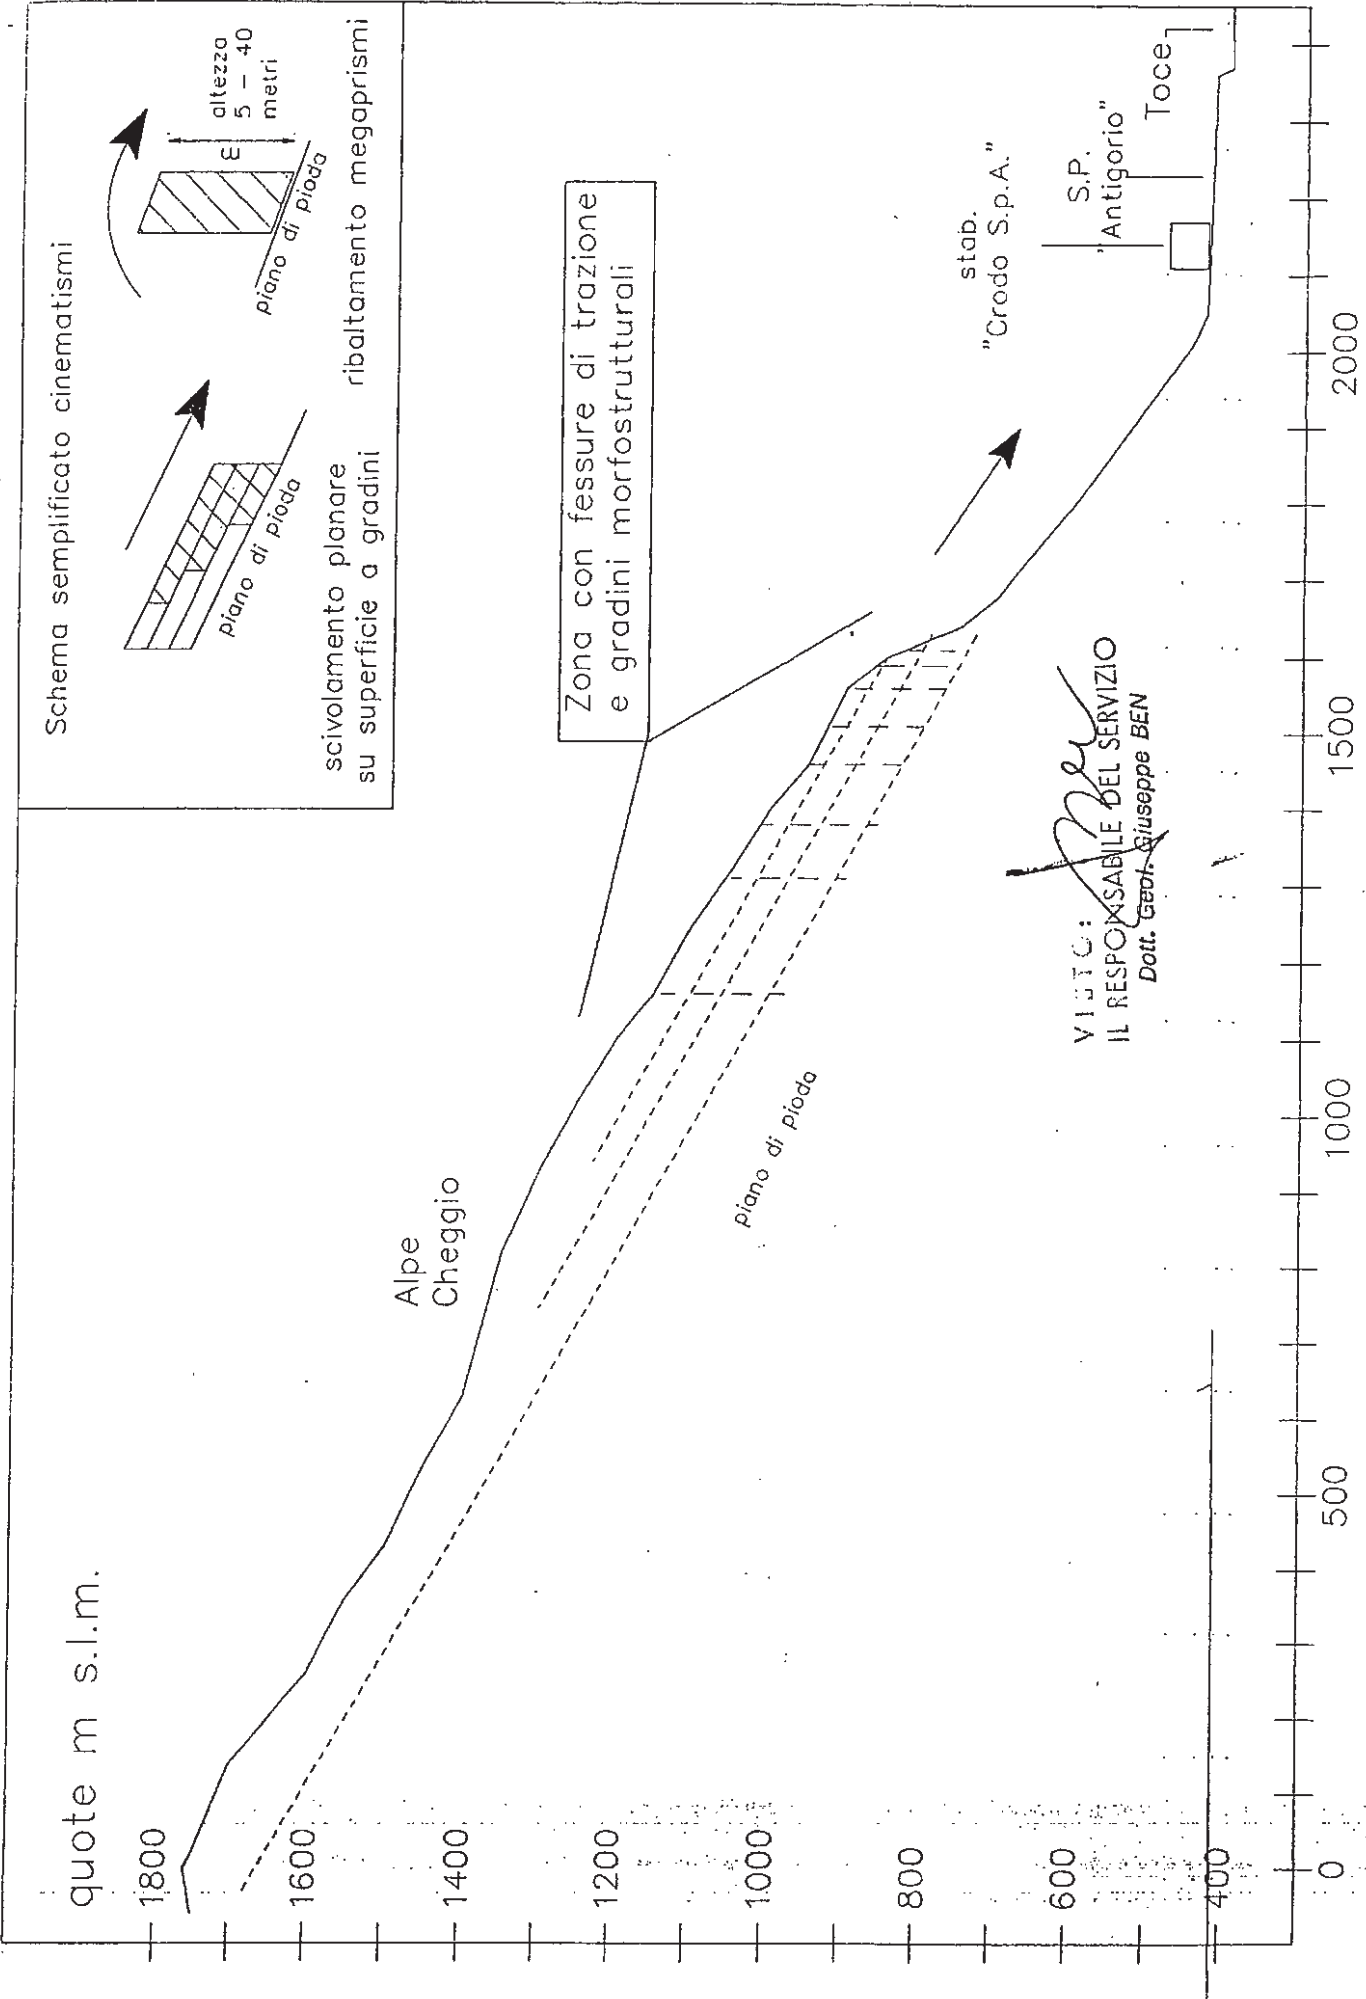 Schema semplificato cinematismi
piano di pioda
scivolamento planare
su superficie a gradini
piano di pioda
E
altezza
5 - 40
metri
ribaltamento megaprismi
quote m s.l.m.
Alpe
Cheggio
Zona con fessure di trazione
e gradini morfostrutturali
piano di pioda
stab.
"Crodo S.p.A."
S.P.
"Antigorio"
Toce
VISTO:
IL RESPONSABILE DEL SERVIZIO
Dott. Geol. Giuseppe BEN
1800
1600
1400
1200
1000
800
600
400
0
500
1000
1500
2000